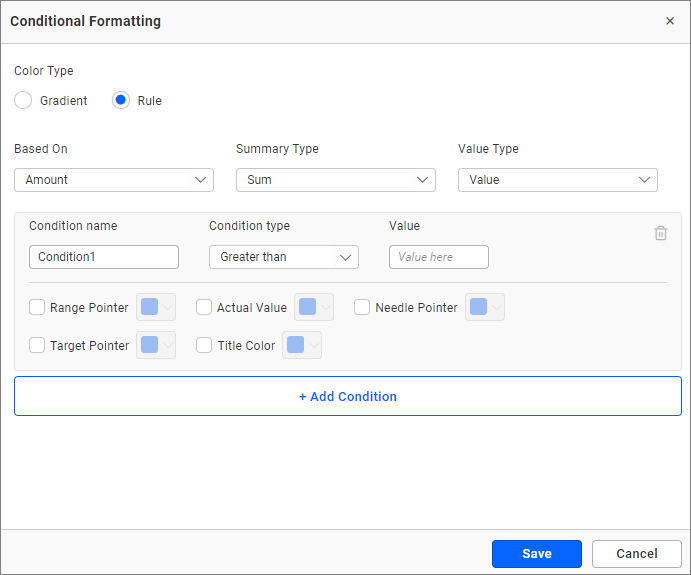 Conditional Formatting
Color Type
Gradient Rule
Based On Summary Type Value Type
Amount Sum Value
Condition name Condition type Value
Condition1 Greater than Value here
Range Pointer Actual Value Needle Pointer
Target Pointer Title Color
+ Add Condition
Save Cancel